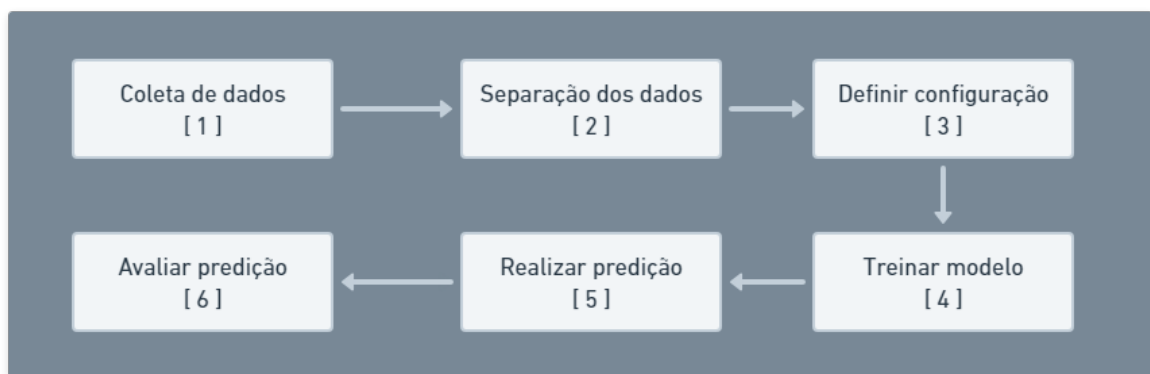 Coleta de dados
[ 1 ]
Separação dos dados
[ 2 ]
Definir configuração
[ 3 ]
Treinar modelo
[ 4 ]
Realizar predição
[ 5 ]
Avaliar predição
[ 6 ]